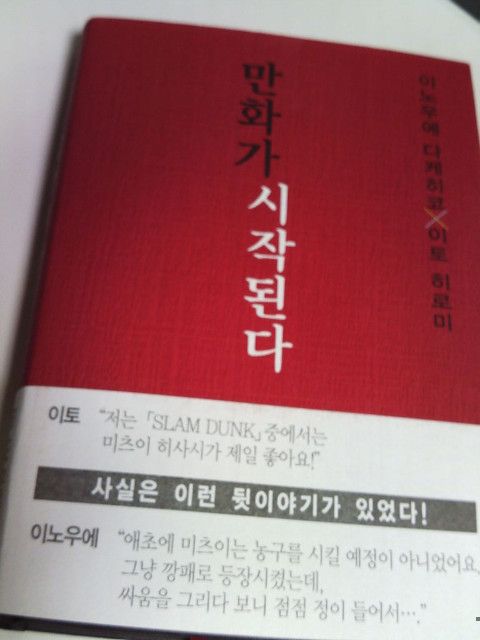 만화가 시작된다
이노우에 다케히코×이토 히로미
이토 "저는 「SLAM DUNK」 중에서는
미츠이 히사시가 제일 좋아요!"
사실은 이런 뒷이야기가 있었다!
이노우에 "애초에 미츠이는 농구를 시킬 예정이 아니었어요.
그냥 깡패로 등장시켰는데,
싸움을 그리다 보니 점점 정이 들어서…."